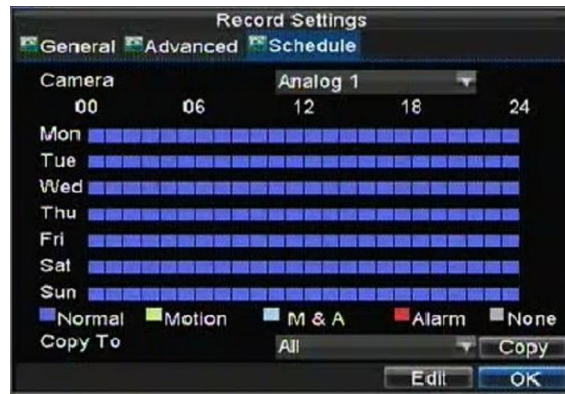 Record Settings
General Advanced Schedule
Camera Analog 1
00 06 12 18 24
Mon
Tue
Wed
Thu
Fri
Sat
Sun
Normal Motion M & A Alarm None
Copy To All Copy
Edit OK